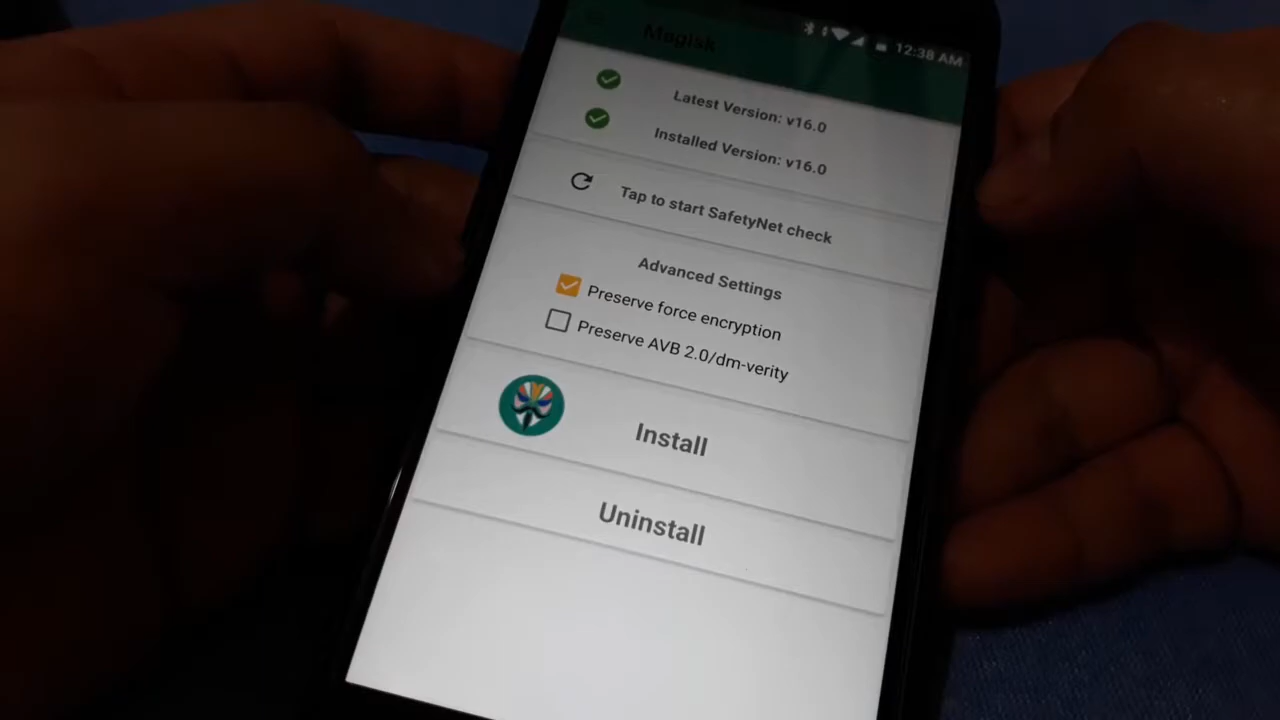 12:38 AM
Magisk
Latest Version: v16.0
Installed Version: v16.0
Tap to start SafetyNet check
Advanced Settings
Preserve force encryption
Preserve AVB 2.0/dm-verity
Install
Uninstall